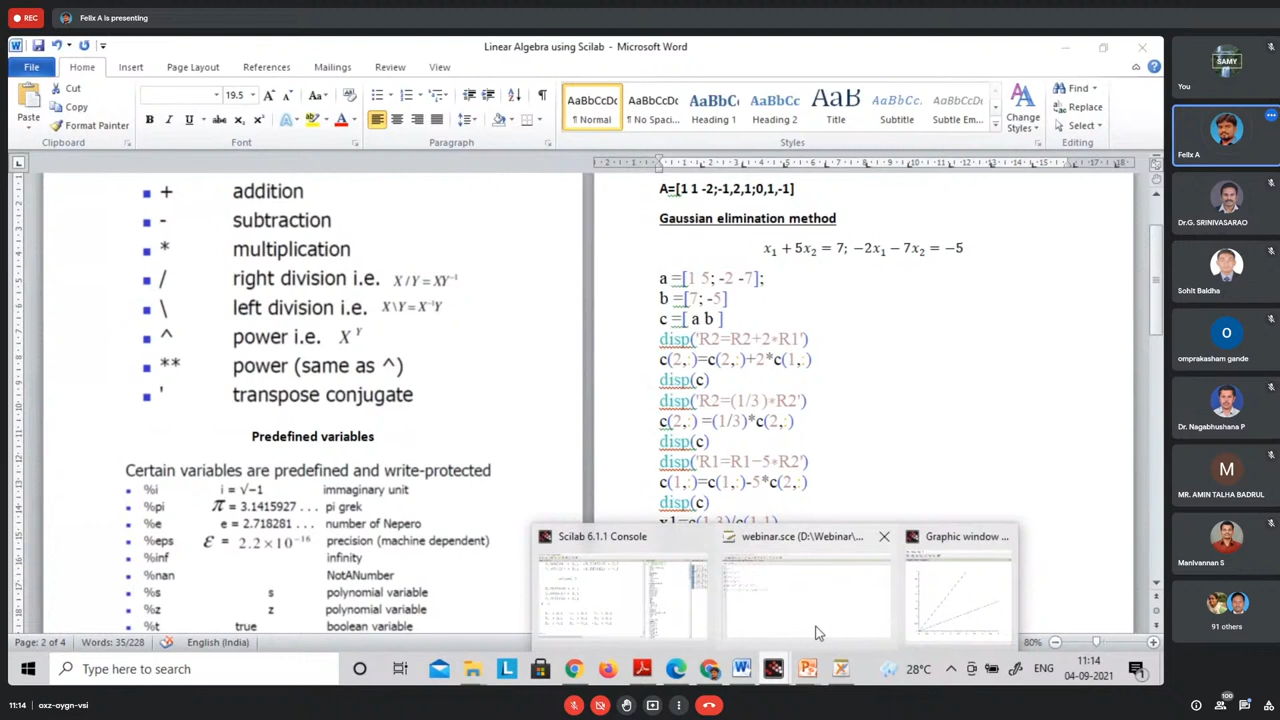 REC
Felix A is presenting
Linear Algebra using Scilab - Microsoft Word
File Home Insert Page Layout References Mailings Review View
Paste
Cut
Copy
Format Painter
Clipboard
19.5
Font
Paragraph
AaBbCcDc AaBbCcDc AaBbC AaBbCc AaB AaBbCcI AaBbCcDc
¶ Normal ¶ No Spaci... Heading 1 Heading 2 Title Subtitle Subtle Em...
Change Styles
Styles
Find
Replace
Select
Editing
+ addition
- subtraction
* multiplication
/ right division i.e. X / Y = XY⁻¹
\ left division i.e. X\Y = X⁻¹Y
^ power i.e. X^Y
** power (same as ^)
' transpose conjugate
Predefined variables
Certain variables are predefined and write-protected
%i i = √-1 immaginary unit
%pi π = 3.1415927 . . . pi grek
%e e = 2.718281 . . . number of Nepero
%eps ε = 2.2×10⁻¹⁶ precision (machine dependent)
%inf infinity
%nan NotANumber
%s s polynomial variable
%z z polynomial variable
%t true boolean variable
A=[1 1 -2;-1,2,1;0,1,-1]
Gaussian elimination method
x₁ + 5x₂ = 7; −2x₁ − 7x₂ = −5
a =[1 5; -2 -7];
b =[7; -5]
c =[ a b ]
disp('R2=R2+2*R1')
c(2,:)=c(2,:)+2*c(1,:)
disp(c)
disp('R2=(1/3)*R2')
c(2,:) =(1/3)*c(2,:)
disp(c)
disp('R1=R1−5*R2')
c(1,:)=c(1,:)-5*c(2,:)
disp(c)
x1=c(1,3)/c(1,1)
Scilab 6.1.1 Console
webinar.sce (D:\Webinar\...
Graphic window ...
Page: 2 of 4 Words: 35/228 English (India)
80%
Type here to search
28°C
ENG
11:14
04-09-2021
SAMY
You
Felix A
Dr.G. SRINIVASARAO
Sohit Baldha
O
omprakasham gande
Dr. Nagabhushana P
M
MR. AMIN TALHA BADRUL
Manivannan S
91 others
11:14 oxz-oygn-vsi
100